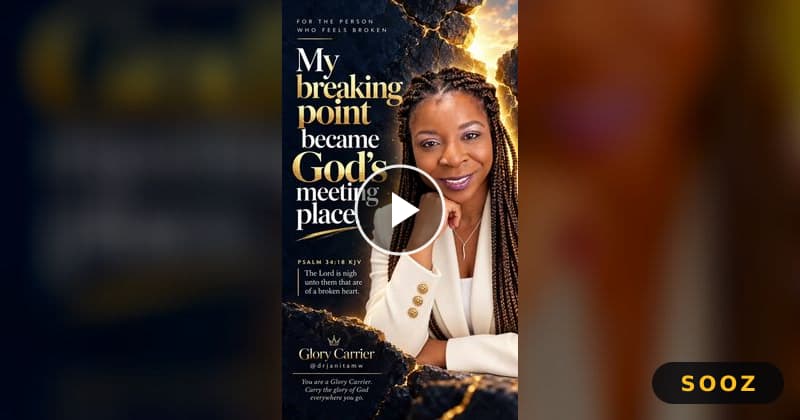 FOR THE PERSON
WHO FEELS BROKEN
My
breaking
point
became
God's
meeting
place
PSALM 34:18 KJV
The Lord is nigh
unto them that are
of a broken heart.
Glory Carrier
@drjanitamw
You are a Glory Carrier.
Carry the glory of God
everywhere you go.
SOOZ